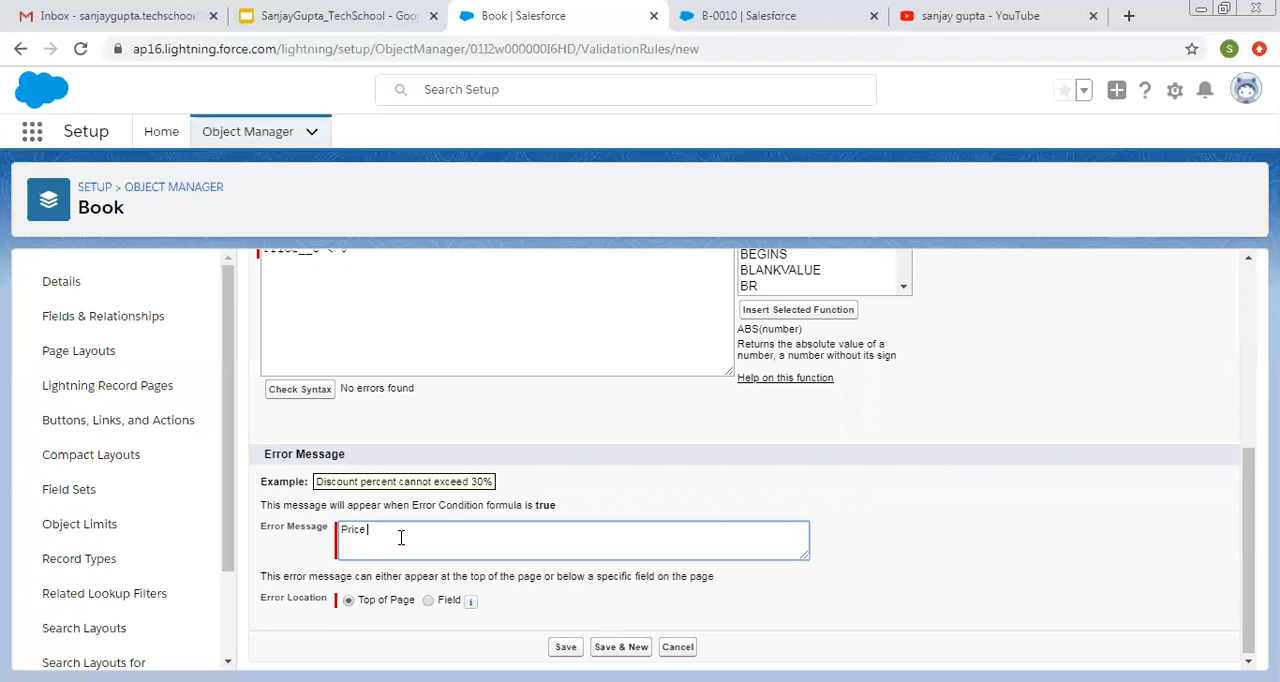 Inbox - sanjaygupta.techschool
SanjayGupta_TechSchool - Goo
Book | Salesforce
B-0010 | Salesforce
sanjay gupta - YouTube
ap16.lightning.force.com/lightning/setup/ObjectManager/01I2w000000I6HD/ValidationRules/new
S
Search Setup
Setup
Home
Object Manager
SETUP > OBJECT MANAGER
Book
Details
Fields & Relationships
Page Layouts
Lightning Record Pages
Buttons, Links, and Actions
Compact Layouts
Field Sets
Object Limits
Record Types
Related Lookup Filters
Search Layouts
Search Layouts for
BEGINS
BLANKVALUE
BR
Insert Selected Function
ABS(number)
Returns the absolute value of a
number, a number without its sign
Help on this function
Check Syntax No errors found
Error Message
Example: Discount percent cannot exceed 30%
This message will appear when Error Condition formula is true
Error Message Price
This error message can either appear at the top of the page or below a specific field on the page
Error Location Top of Page Field i
Save Save & New Cancel